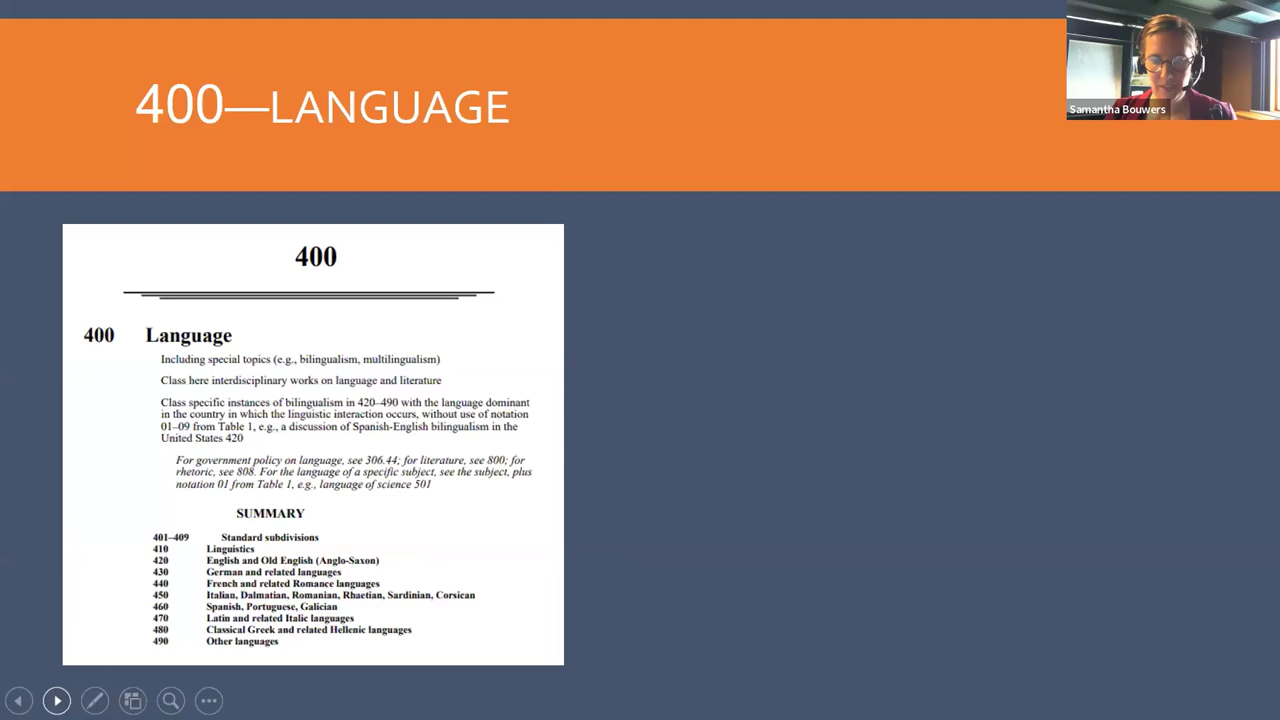 400—LANGUAGE
Samantha Bouwers
400
400 Language
Including special topics (e.g., bilingualism, multilingualism)
Class here interdisciplinary works on language and literature
Class specific instances of bilingualism in 420–490 with the language dominant
in the country in which the linguistic interaction occurs, without use of notation
01–09 from Table 1, e.g., a discussion of Spanish-English bilingualism in the
United States 420
For government policy on language, see 306.44; for literature, see 800; for
rhetoric, see 808. For the language of a specific subject, see the subject, plus
notation 01 from Table 1, e.g., language of science 501
SUMMARY
401–409 Standard subdivisions
410 Linguistics
420 English and Old English (Anglo-Saxon)
430 German and related languages
440 French and related Romance languages
450 Italian, Dalmatian, Romanian, Rhaetian, Sardinian, Corsican
460 Spanish, Portuguese, Galician
470 Latin and related Italic languages
480 Classical Greek and related Hellenic languages
490 Other languages